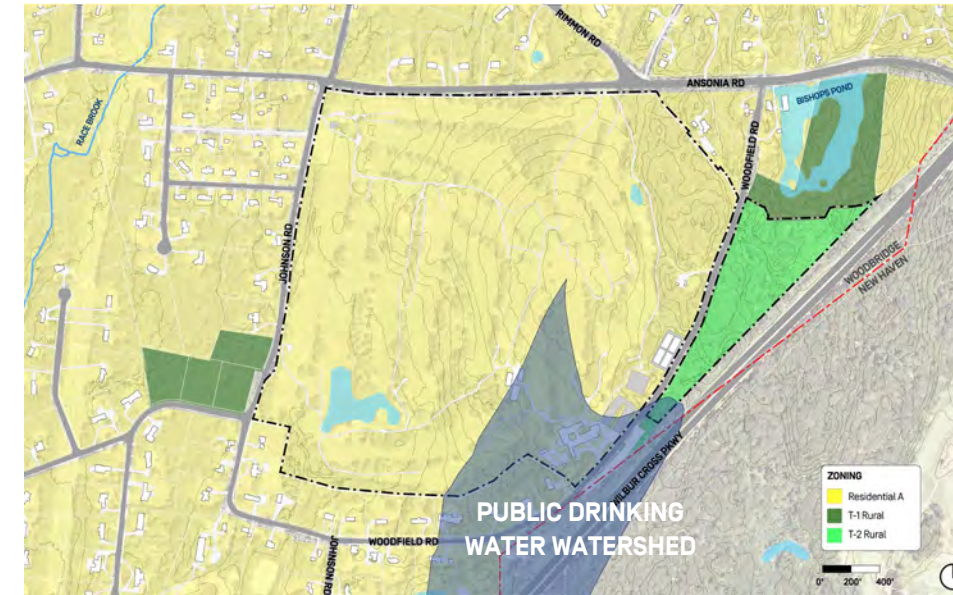 RIMMON RD
ANSONIA RD
RACE BROOK
BISHOPS POND
WOODFIELD RD
JOHNSON RD
WOODBRIDGE
NEW HAVEN
WILBUR CROSS PKWY
PUBLIC DRINKING
WATER WATERSHED
WOODFIELD RD
JOHNSON RD
ZONING
Residential A
T-1 Rural
T-2 Rural
0' 200' 400'